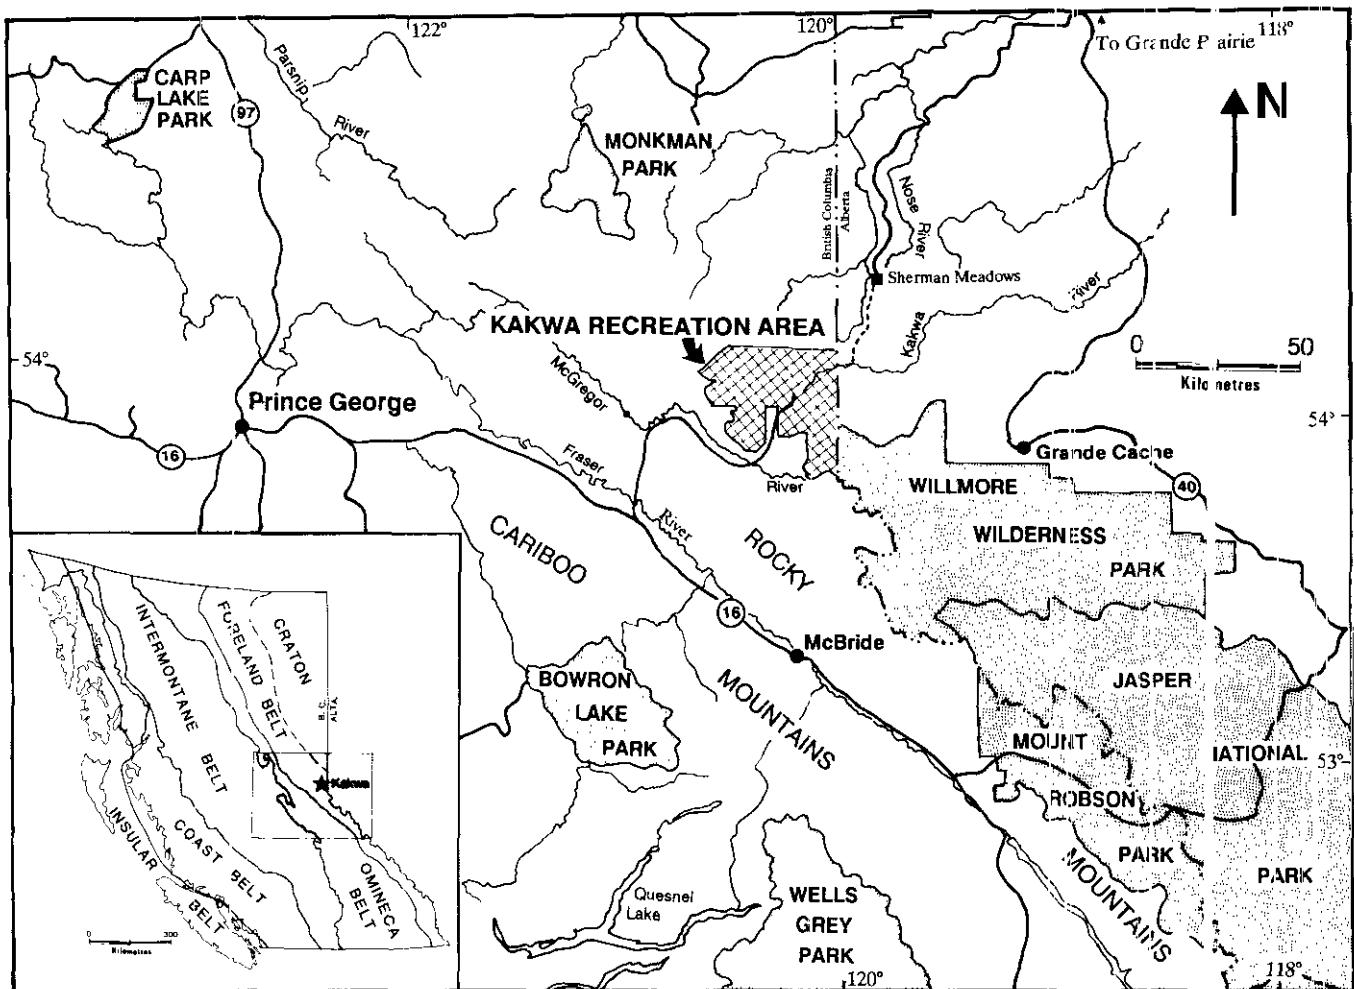 122°
120°
118°
To Grande Prairie
N
CARP
LAKE
PARK
97
Parsnip
River
MONKMAN
PARK
British Columbia
Alberta
Nose
River
Sherman Meadows
Kakwa
River
KAKWA RECREATION AREA
0 50
Kilometres
54°
54°
McGregor
Prince George
16
Fraser
River
River
Grande Cache
40
WILLMORE
WILDERNESS
PARK
CARIBOO
ROCKY
16
McBride
MOUNTAINS
BOWRON
LAKE
PARK
JASPER
MOUNT
NATIONAL
53°
ROBSON
PARK
PARK
MOUNTAINS
Quesnel
Lake
WELLS
GREY
PARK
120°
118°
CRATON
FORELAND BELT
INTERMONTANE BELT
B.C.
ALTA.
Kakwa
COAST BELT
INSULAR
BELT
OMINECA
BELT
0 300
Kilometres